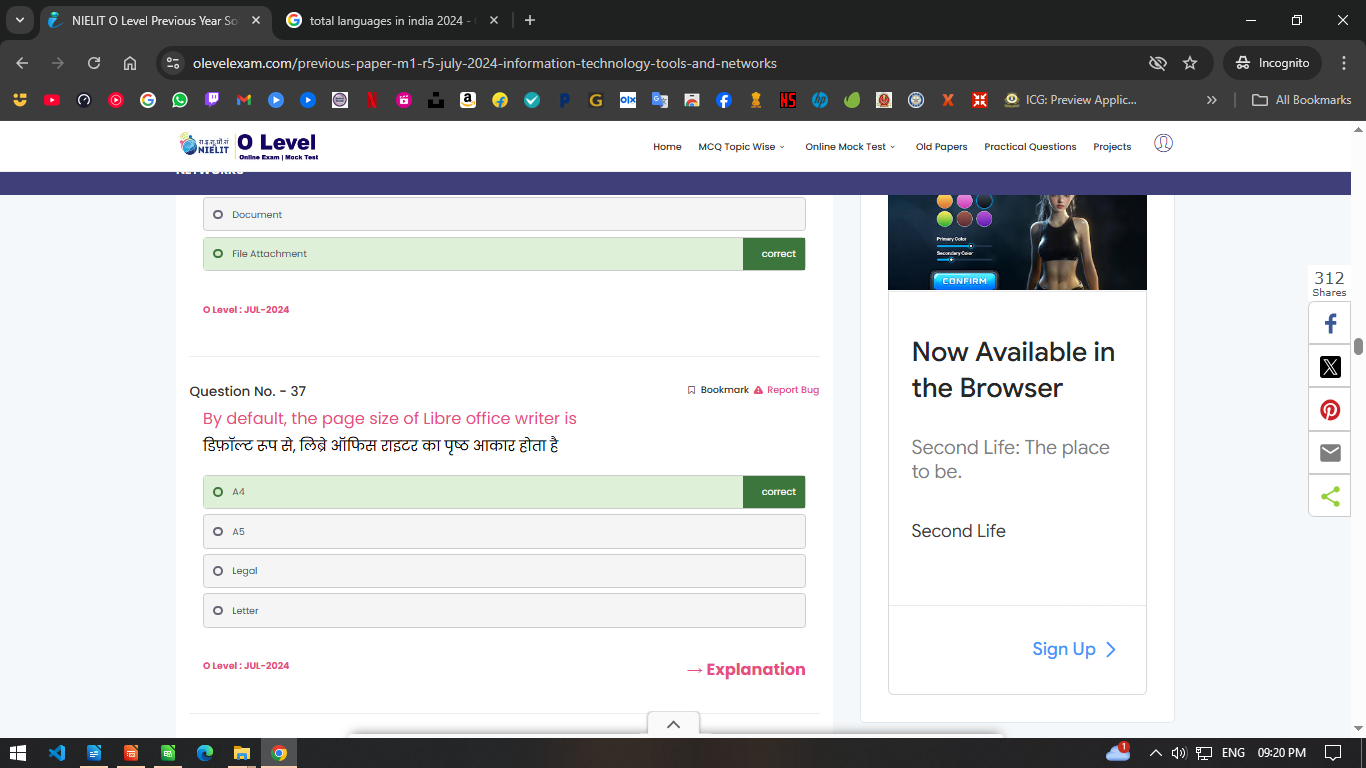 NIELIT O Level Previous Year So
total languages in india 2024 -
olevelexam.com/previous-paper-m1-r5-july-2024-information-technology-tools-and-networks
Incognito
ICG: Preview Applic...
All Bookmarks
रा.इ.सू.प्रौ.सं
NIELIT
O Level
Online Exam | Mock Test
Home
MCQ Topic Wise
Online Mock Test
Old Papers
Practical Questions
Projects
NETWORKS
Document
File Attachment
correct
O Level : JUL-2024
Question No. - 37
Bookmark
Report Bug
By default, the page size of Libre office writer is
डिफ़ॉल्ट रूप से, लिब्रे ऑफिस राइटर का पृष्ठ आकार होता है
A4
correct
A5
Legal
Letter
O Level : JUL-2024
→ Explanation
Primary Color
Secondary Color
CONFIRM
Now Available in
the Browser
Second Life: The place
to be.
Second Life
Sign Up
312
Shares
1
ENG
09:20 PM